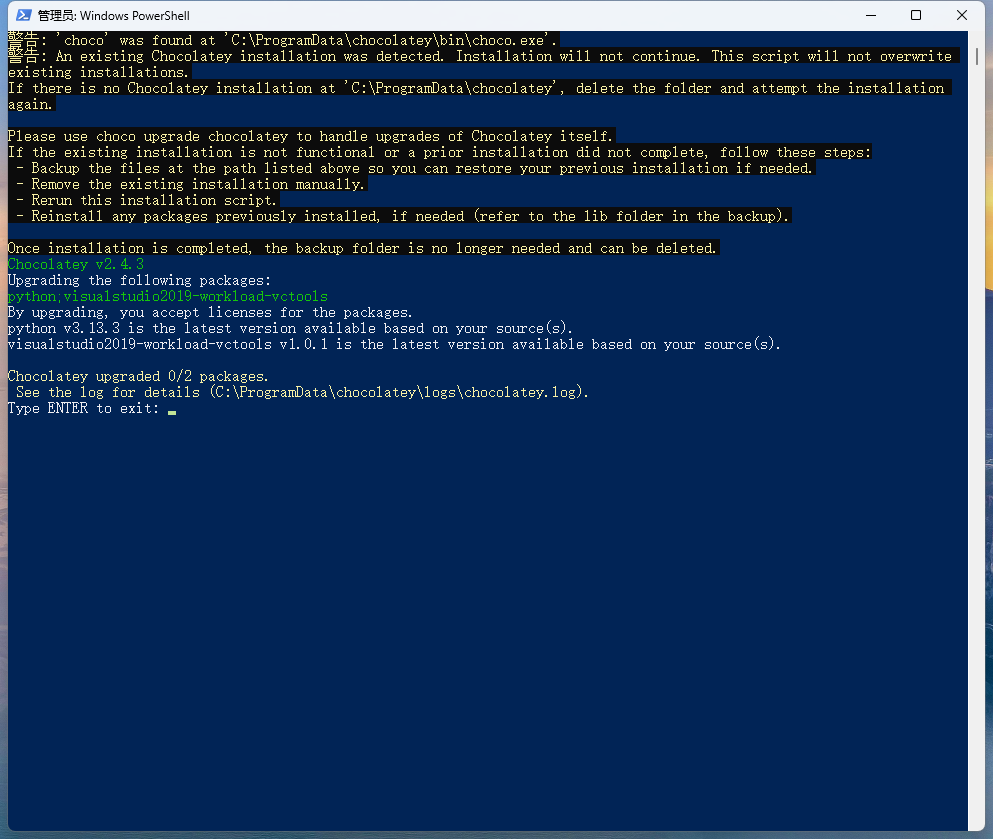 管理员: Windows PowerShell
警告: 'choco' was found at 'C:\ProgramData\chocolatey\bin\choco.exe'.
警告: An existing Chocolatey installation was detected. Installation will not continue. This script will not overwrite
existing installations.
If there is no Chocolatey installation at 'C:\ProgramData\chocolatey', delete the folder and attempt the installation
again.
Please use choco upgrade chocolatey to handle upgrades of Chocolatey itself.
If the existing installation is not functional or a prior installation did not complete, follow these steps:
 - Backup the files at the path listed above so you can restore your previous installation if needed.
 - Remove the existing installation manually.
 - Rerun this installation script.
 - Reinstall any packages previously installed, if needed (refer to the lib folder in the backup).
Once installation is completed, the backup folder is no longer needed and can be deleted.
Chocolatey v2.4.3
Upgrading the following packages:
python;visualstudio2019-workload-vctools
By upgrading, you accept licenses for the packages.
python v3.13.3 is the latest version available based on your source(s).
visualstudio2019-workload-vctools v1.0.1 is the latest version available based on your source(s).
Chocolatey upgraded 0/2 packages.
 See the log for details (C:\ProgramData\chocolatey\logs\chocolatey.log).
Type ENTER to exit: